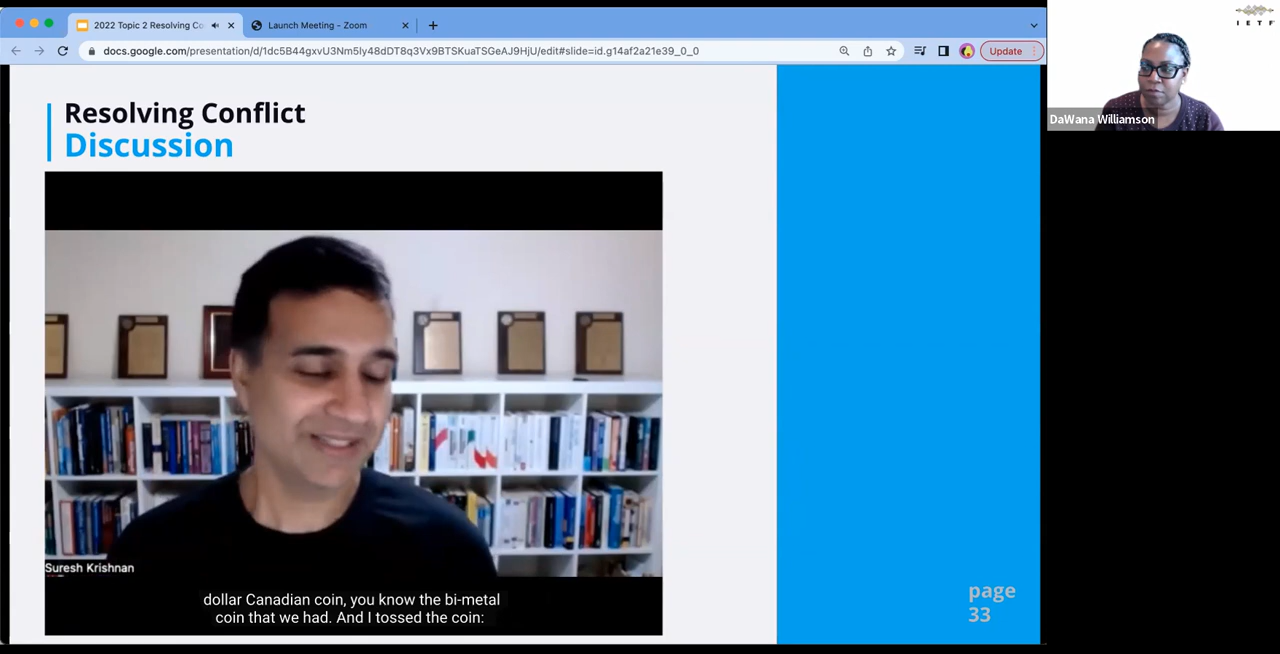 2022 Topic 2 Resolving Co
Launch Meeting - Zoom
docs.google.com/presentation/d/1dc5B44gxvU3Nm5ly48dDT8q3Vx9BTSKuaTSGeAJ9HjU/edit#slide=id.g14af2a21e39_0_0
Update
I E T F
DaWana Williamson
Resolving Conflict
Discussion
Suresh Krishnan
dollar Canadian coin, you know the bi-metal
coin that we had. And I tossed the coin:
page
33